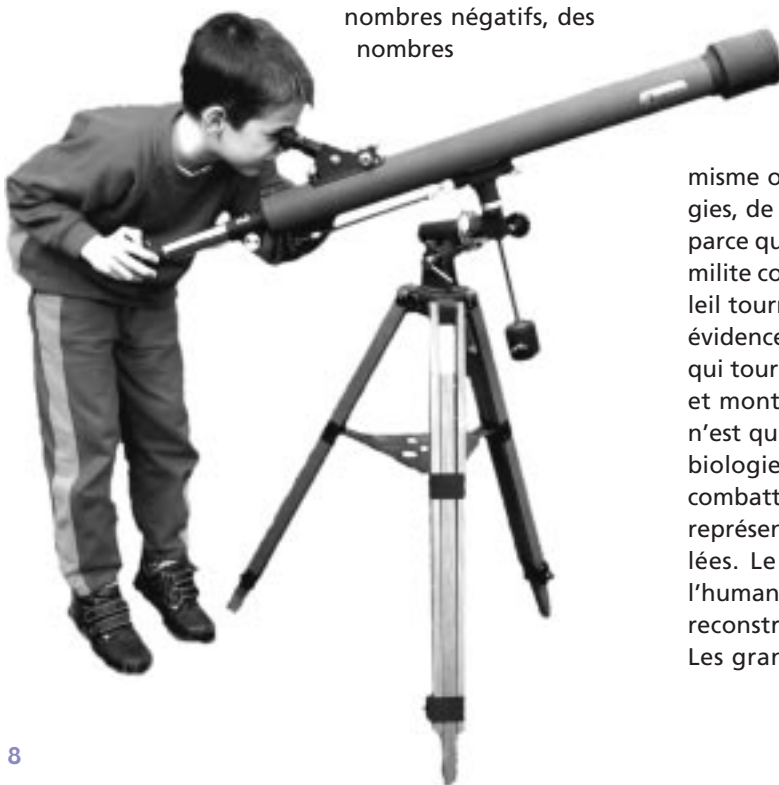 nombres négatifs, des
nombres
misme o
gies, de
parce qu
milite co
leil tourn
évidence
qui tour
et mont
n'est qu
biologie
combatt
représen
lées. Le
l'human
reconstr
Les gran
8